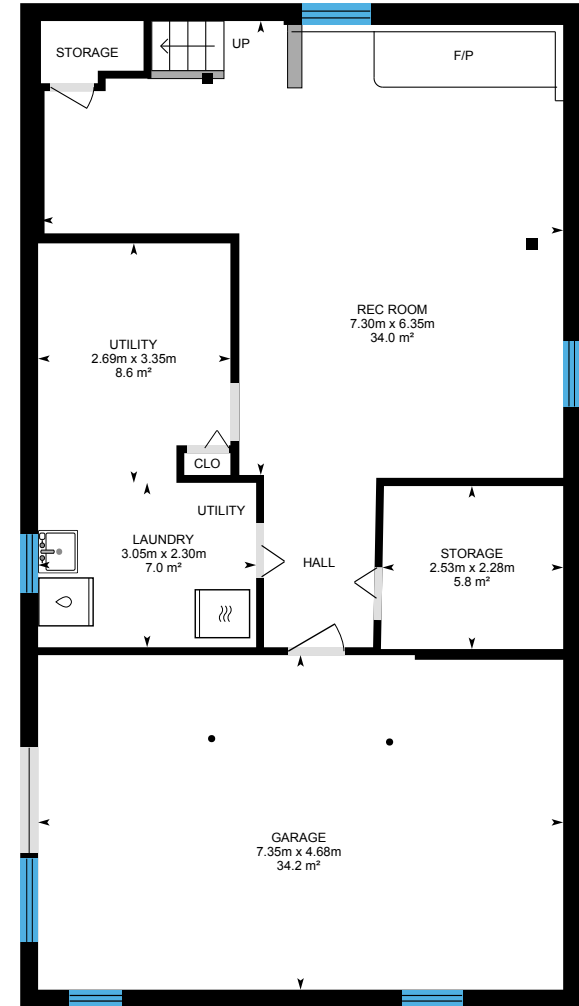 STORAGE
UP
F/P
REC ROOM
7.30m x 6.35m
34.0 m²
UTILITY
2.69m x 3.35m
8.6 m²
CLO
UTILITY
LAUNDRY
3.05m x 2.30m
7.0 m²
HALL
STORAGE
2.53m x 2.28m
5.8 m²
GARAGE
7.35m x 4.68m
34.2 m²